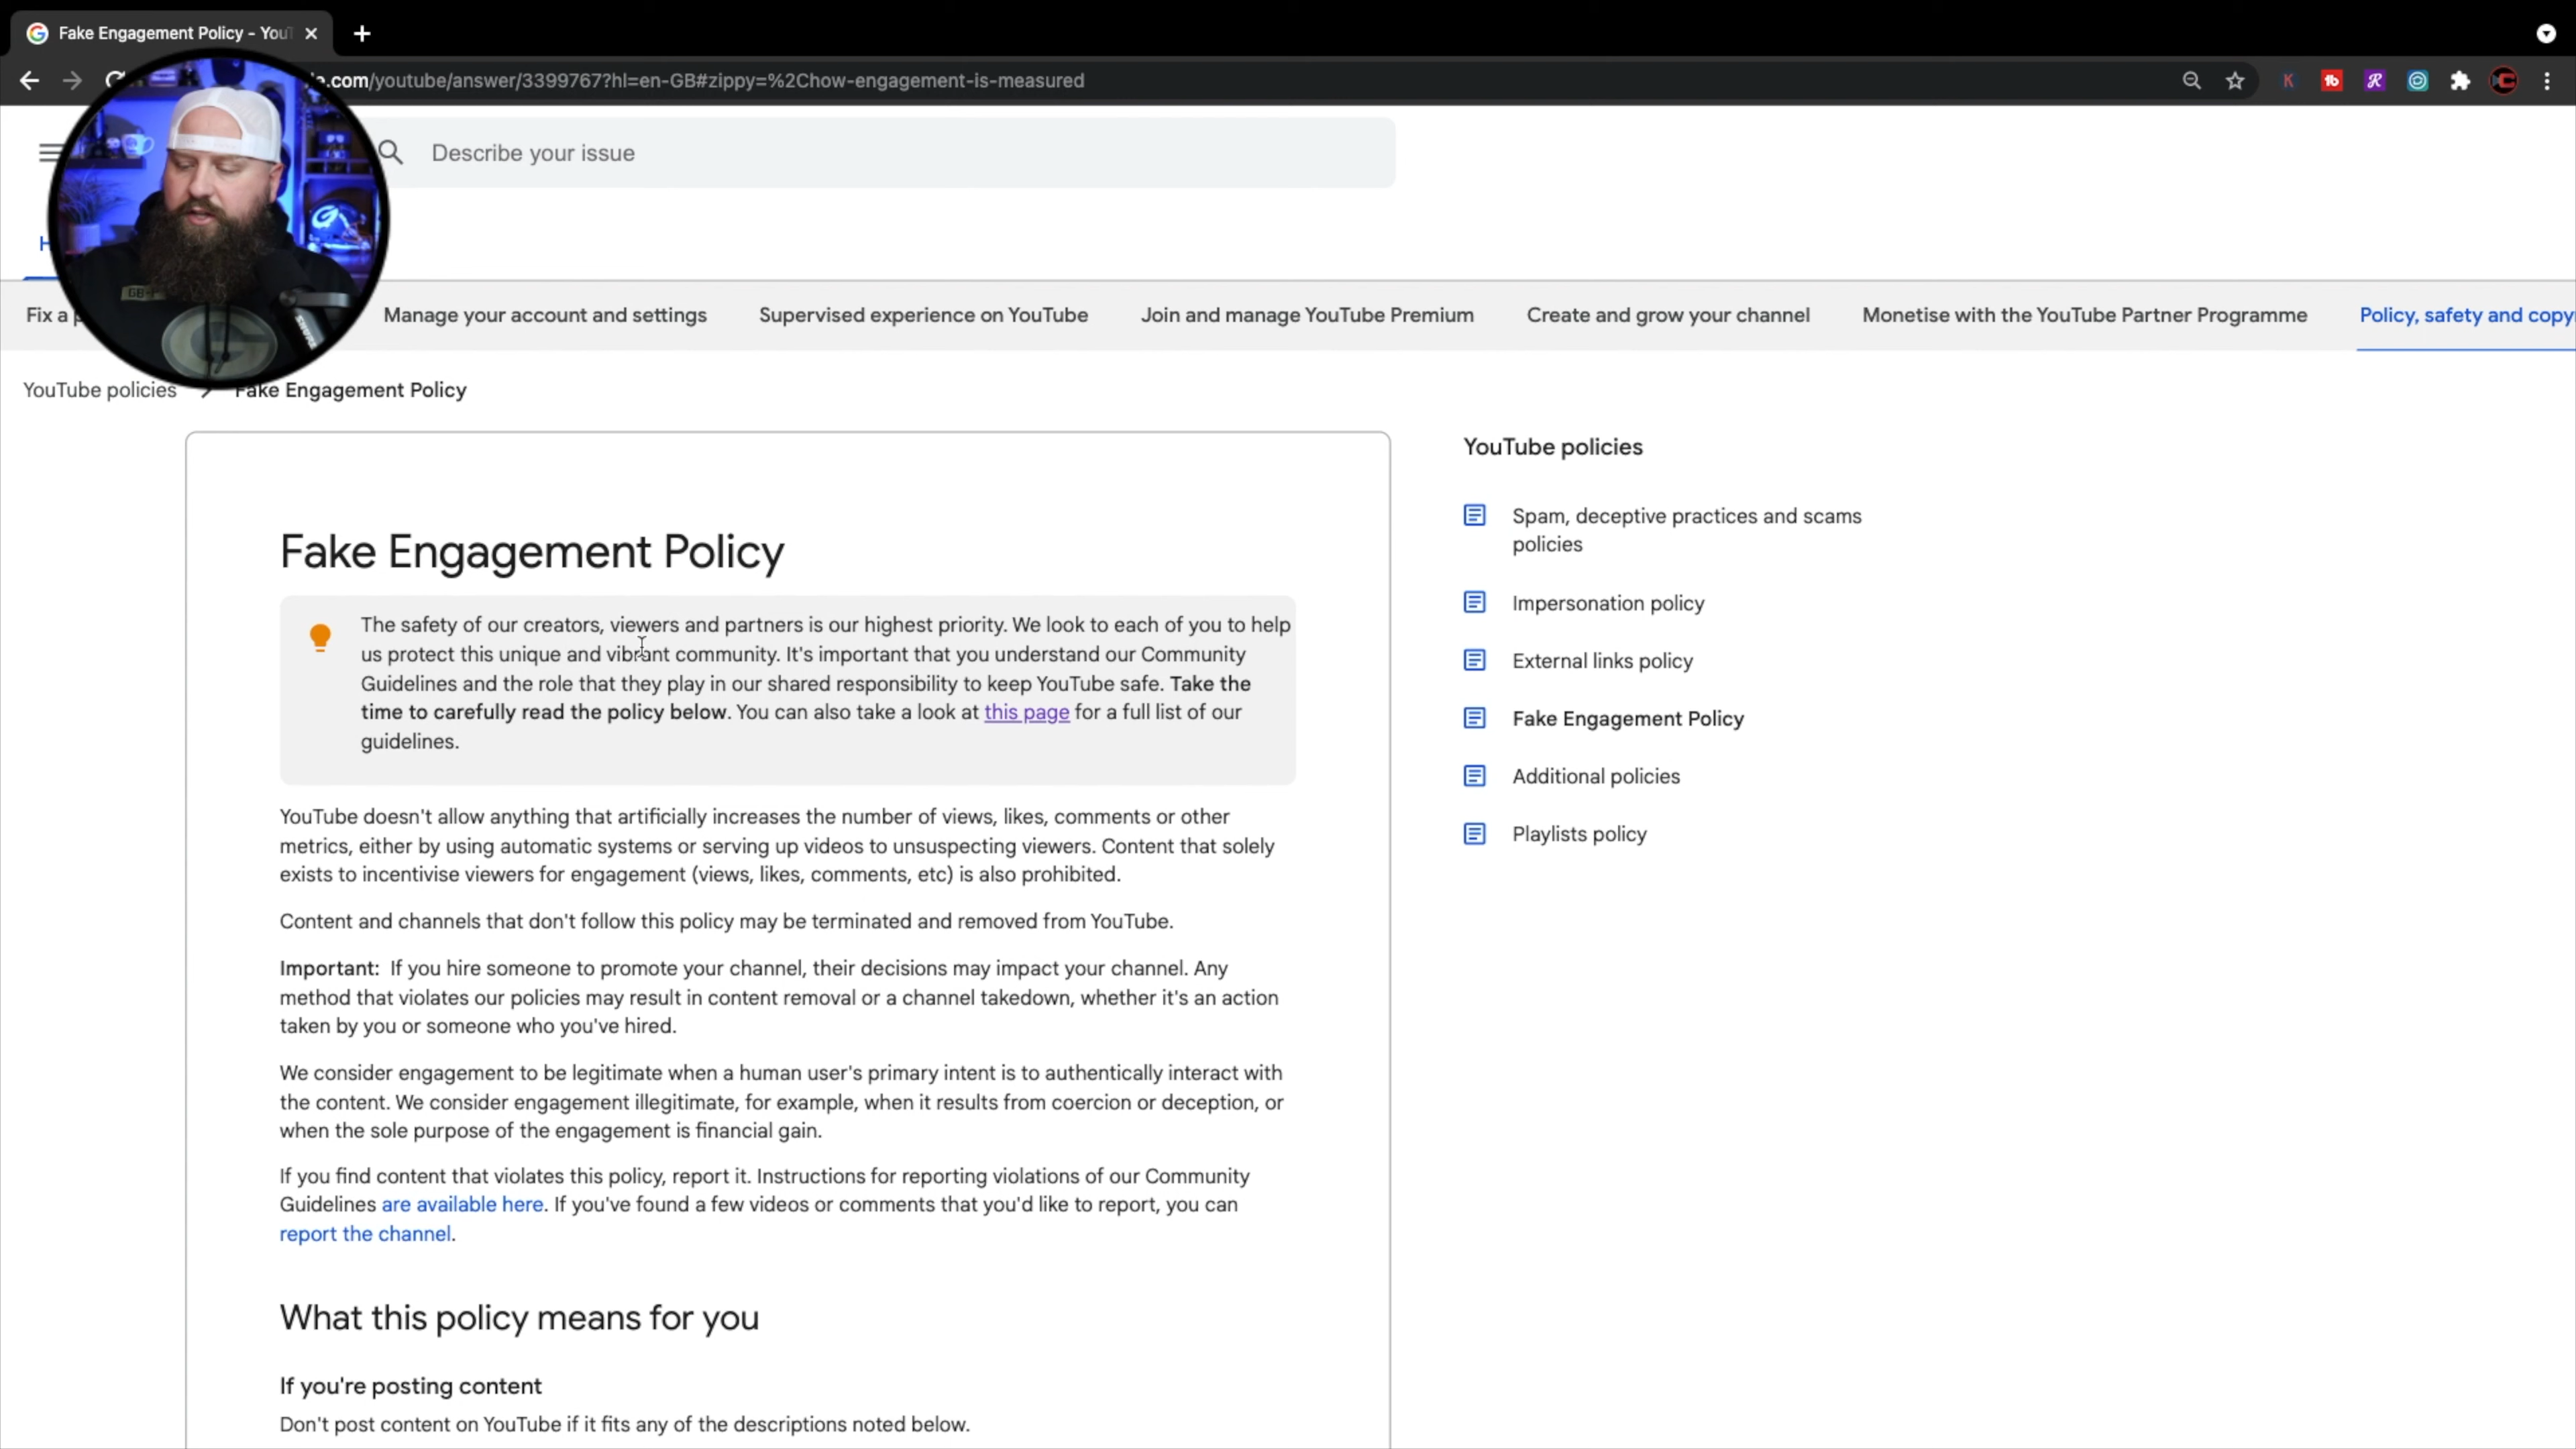 Fake Engagement Policy - You
.com/youtube/answer/3399767?hl=en-GB#zippy=%2Chow-engagement-is-measured
Describe your issue
Fix a
Manage your account and settings
Supervised experience on YouTube
Join and manage YouTube Premium
Create and grow your channel
Monetise with the YouTube Partner Programme
Policy, safety and copy
YouTube policies
Fake Engagement Policy
Fake Engagement Policy
The safety of our creators, viewers and partners is our highest priority. We look to each of you to help
us protect this unique and vibrant community. It's important that you understand our Community
Guidelines and the role that they play in our shared responsibility to keep YouTube safe. Take the
time to carefully read the policy below. You can also take a look at this page for a full list of our
guidelines.
YouTube doesn't allow anything that artificially increases the number of views, likes, comments or other
metrics, either by using automatic systems or serving up videos to unsuspecting viewers. Content that solely
exists to incentivise viewers for engagement (views, likes, comments, etc) is also prohibited.
Content and channels that don't follow this policy may be terminated and removed from YouTube.
Important: If you hire someone to promote your channel, their decisions may impact your channel. Any
method that violates our policies may result in content removal or a channel takedown, whether it's an action
taken by you or someone who you've hired.
We consider engagement to be legitimate when a human user's primary intent is to authentically interact with
the content. We consider engagement illegitimate, for example, when it results from coercion or deception, or
when the sole purpose of the engagement is financial gain.
If you find content that violates this policy, report it. Instructions for reporting violations of our Community
Guidelines are available here. If you've found a few videos or comments that you'd like to report, you can
report the channel.
What this policy means for you
If you're posting content
Don't post content on YouTube if it fits any of the descriptions noted below.
YouTube policies
Spam, deceptive practices and scams
policies
Impersonation policy
External links policy
Fake Engagement Policy
Additional policies
Playlists policy